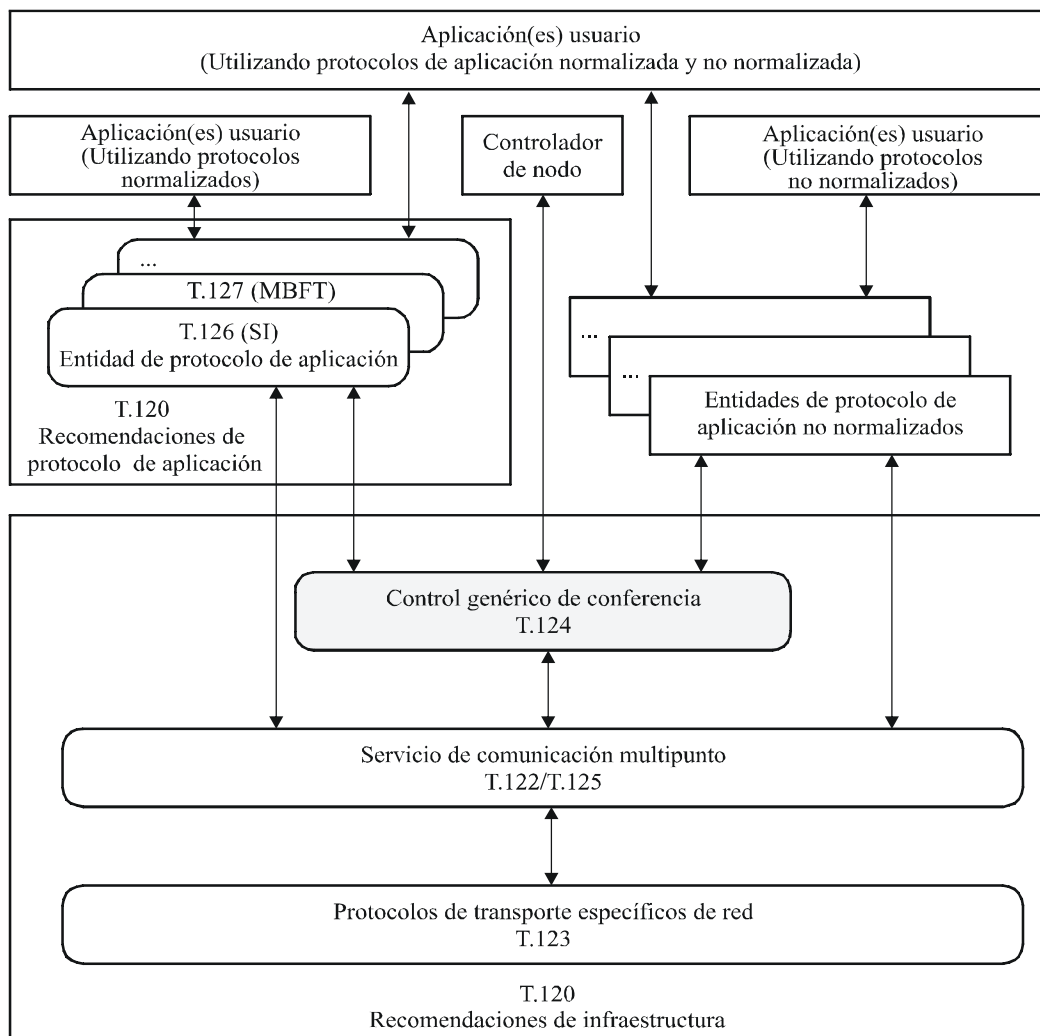 Aplicación(es) usuario
(Utilizando protocolos de aplicación normalizada y no normalizada)
Aplicación(es) usuario
(Utilizando protocolos
normalizados)
Controlador
de nodo
Aplicación(es) usuario
(Utilizando protocolos
no normalizados)
...
T.127 (MBFT)
T.126 (SI)
Entidad de protocolo de aplicación
T.120
Recomendaciones de
protocolo de aplicación
...
...
Entidades de protocolo de
aplicación no normalizados
Control genérico de conferencia
T.124
Servicio de comunicación multipunto
T.122/T.125
Protocolos de transporte específicos de red
T.123
T.120
Recomendaciones de infraestructura